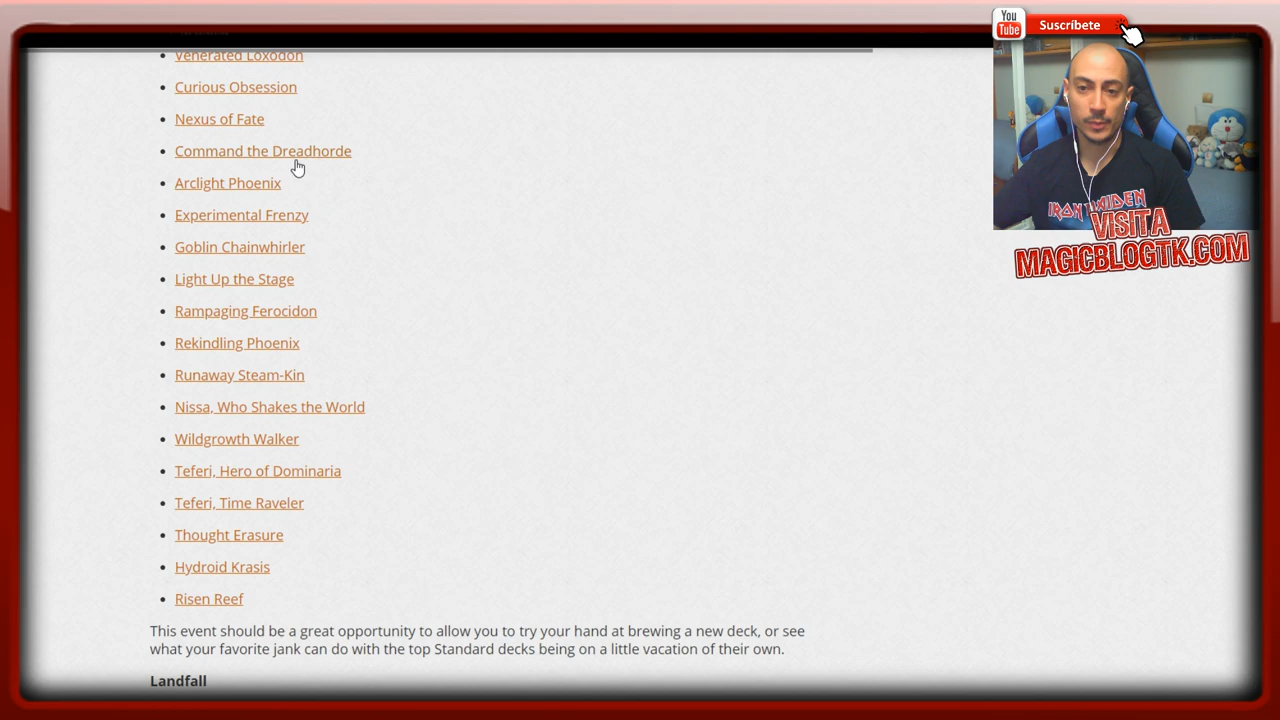 You
Tube
Suscríbete
Venerated Loxodon
Curious Obsession
Nexus of Fate
Command the Dreadhorde
Arclight Phoenix
Experimental Frenzy
Goblin Chainwhirler
Light Up the Stage
Rampaging Ferocidon
Rekindling Phoenix
Runaway Steam-Kin
Nissa, Who Shakes the World
Wildgrowth Walker
Teferi, Hero of Dominaria
Teferi, Time Raveler
Thought Erasure
Hydroid Krasis
Risen Reef
This event should be a great opportunity to allow you to try your hand at brewing a new deck, or see
what your favorite jank can do with the top Standard decks being on a little vacation of their own.
Landfall
IRON MAIDEN
VISITA
MAGICBLOGTK.COM